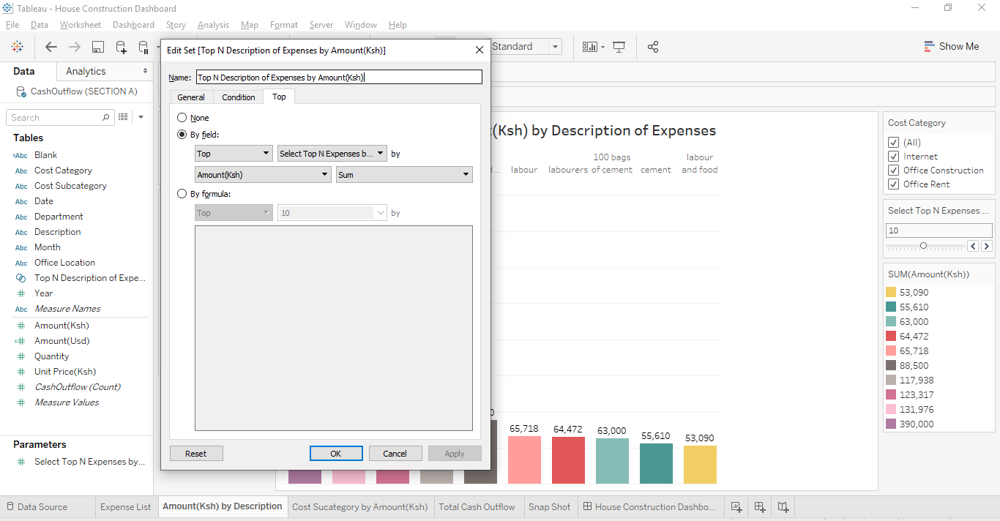 Tableau - House Construction Dashboard
File Data Worksheet Dashboard Story Analysis Map Format Server Window Help
Standard
Show Me
Data Analytics
CashOutflow (SECTION A)
Search
Tables
=Abc Blank
Abc Cost Category
Abc Cost Subcategory
Abc Date
Abc Department
Abc Description
Abc Month
Abc Office Location
Top N Description of Expe...
# Year
Abc Measure Names
# Amount(Ksh)
=# Amount(Usd)
# Quantity
# Unit Price(Ksh)
# CashOutflow (Count)
# Measure Values
Parameters
# Select Top N Expenses by...
Edit Set [Top N Description of Expenses by Amount(Ksh)]
Name: Top N Description of Expenses by Amount(Ksh)
General Condition Top
None
By field:
Top Select Top N Expenses b... by
Amount(Ksh) Sum
By formula:
Top 10 by
Reset OK Cancel Apply
(Ksh) by Description of Expenses
.. labour labourers 100 bags of cement cement labour and food
65,718 64,472 63,000 55,610 53,090
Cost Category
(All)
Internet
Office Construction
Office Rent
Select Top N Expenses ...
10
SUM(Amount(Ksh))
53,090
55,610
63,000
64,472
65,718
88,500
117,938
123,317
131,976
390,000
Data Source Expense List Amount(Ksh) by Description Cost Sucategory by Amount(Ksh) Total Cash Outflow Snap Shot House Construction Dashbo...